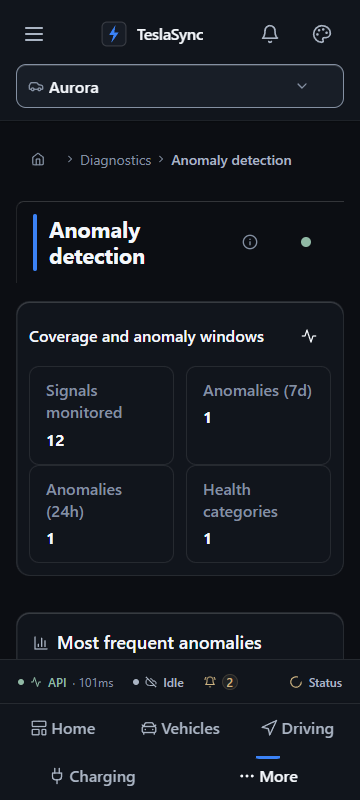 TeslaSync
Aurora
Diagnostics Anomaly detection
Anomaly
detection
Coverage and anomaly windows
Signals
monitored
12
Anomalies (7d)
1
Anomalies
(24h)
1
Health
categories
1
Most frequent anomalies
API · 101ms Idle 2 Status
Home Vehicles Driving
Charging More